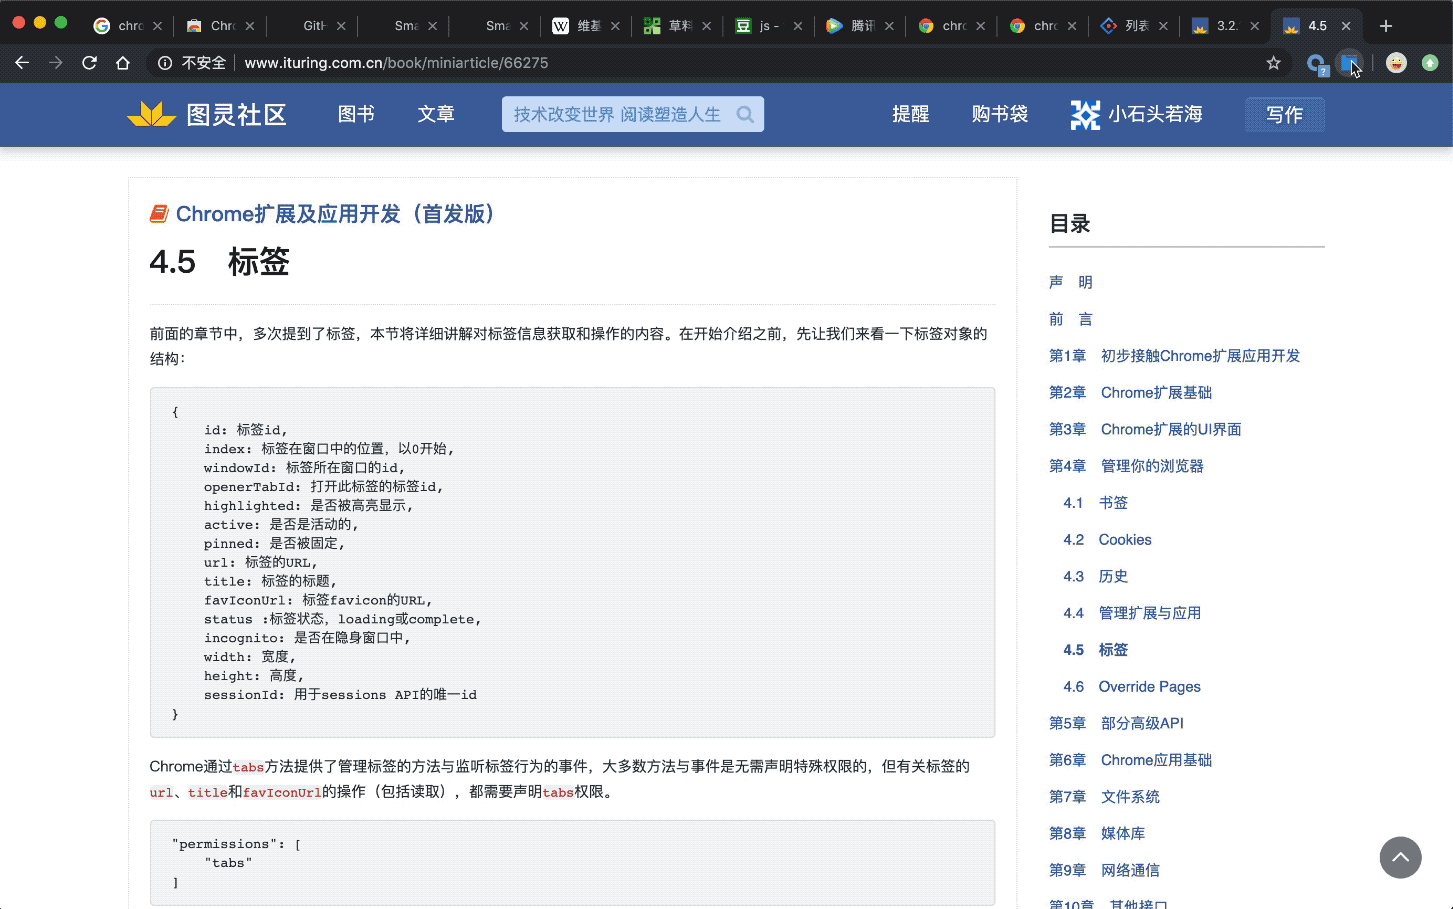 chrc
Chrc
GitH
Sma
Sma
维基
草料
js -
腾讯
chrc
chrc
列表
3.2.
4.5
不安全
www.ituring.com.cn/book/miniarticle/66275
图灵社区
图书
文章
技术改变世界 阅读塑造人生
提醒
购书袋
小石头若海
写作
Chrome扩展及应用开发（首发版）
4.5 标签
前面的章节中，多次提到了标签，本节将详细讲解对标签信息获取和操作的内容。在开始介绍之前，先让我们来看一下标签对象的
结构：
{
id: 标签id,
index: 标签在窗口中的位置，以0开始,
windowId: 标签所在窗口的id,
openerTabId: 打开此标签的标签id,
highlighted: 是否被高亮显示,
active: 是否是活动的,
pinned: 是否被固定,
url: 标签的URL,
title: 标签的标题,
favIconUrl: 标签favicon的URL,
status :标签状态，loading或complete,
incognito: 是否在隐身窗口中,
width: 宽度,
height: 高度,
sessionId: 用于sessions API的唯一id
}
Chrome通过tabs方法提供了管理标签的方法与监听标签行为的事件，大多数方法与事件是无需声明特殊权限的，但有关标签的
url、title和favIconUrl的操作（包括读取），都需要声明tabs权限。
"permissions": [
"tabs"
]
目录
声 明
前 言
第1章 初步接触Chrome扩展应用开发
第2章 Chrome扩展基础
第3章 Chrome扩展的UI界面
第4章 管理你的浏览器
4.1 书签
4.2 Cookies
4.3 历史
4.4 管理扩展与应用
4.5 标签
4.6 Override Pages
第5章 部分高级API
第6章 Chrome应用基础
第7章 文件系统
第8章 媒体库
第9章 网络通信
第10章 其他接口